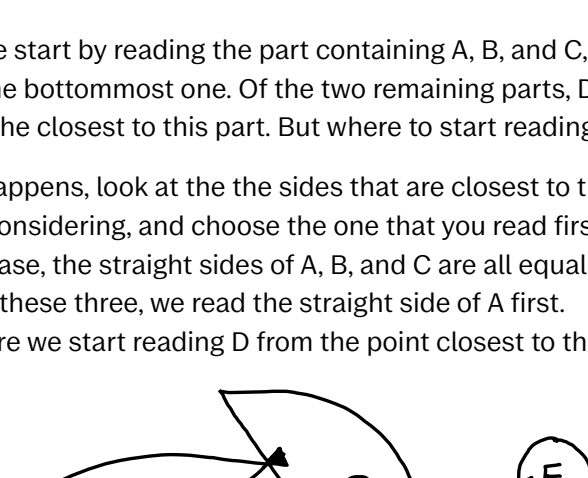 e start by reading the part containing A, B, and C,
ne bottommost one. Of the two remaining parts, D
he closest to this part. But where to start reading
appens, look at the the sides that are closest to t
onsidering, and choose the one that you read firs
ase, the straight sides of A, B, and C are all equal
these three, we read the straight side of A first.
re we start reading D from the point closest to th
E